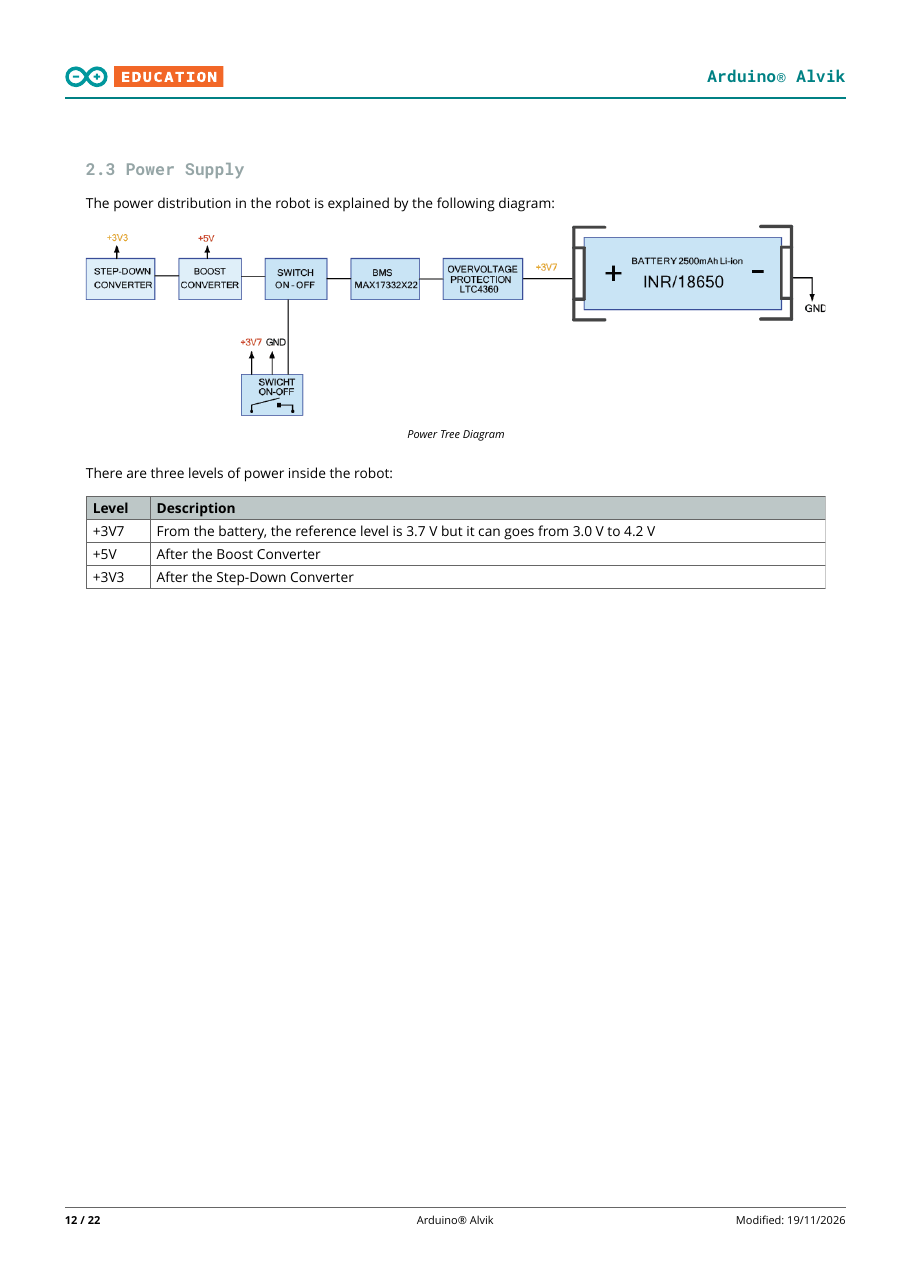 EDUCATION
Arduino® Alvik
2.3 Power Supply
The power distribution in the robot is explained by the following diagram:
+3V3
+5V
STEP-DOWN
CONVERTER
BOOST
CONVERTER
SWITCH
ON - OFF
BMS
MAX17332X22
OVERVOLTAGE
PROTECTION
LTC4360
+3V7
+
BATTERY 2500mAh Li-ion
INR/18650
-
GND
+3V7 GND
SWICHT
ON-OFF
Power Tree Diagram
There are three levels of power inside the robot:
Level Description
+3V7 From the battery, the reference level is 3.7 V but it can goes from 3.0 V to 4.2 V
+5V After the Boost Converter
+3V3 After the Step-Down Converter
12 / 22 Arduino® Alvik Modified: 19/11/2026